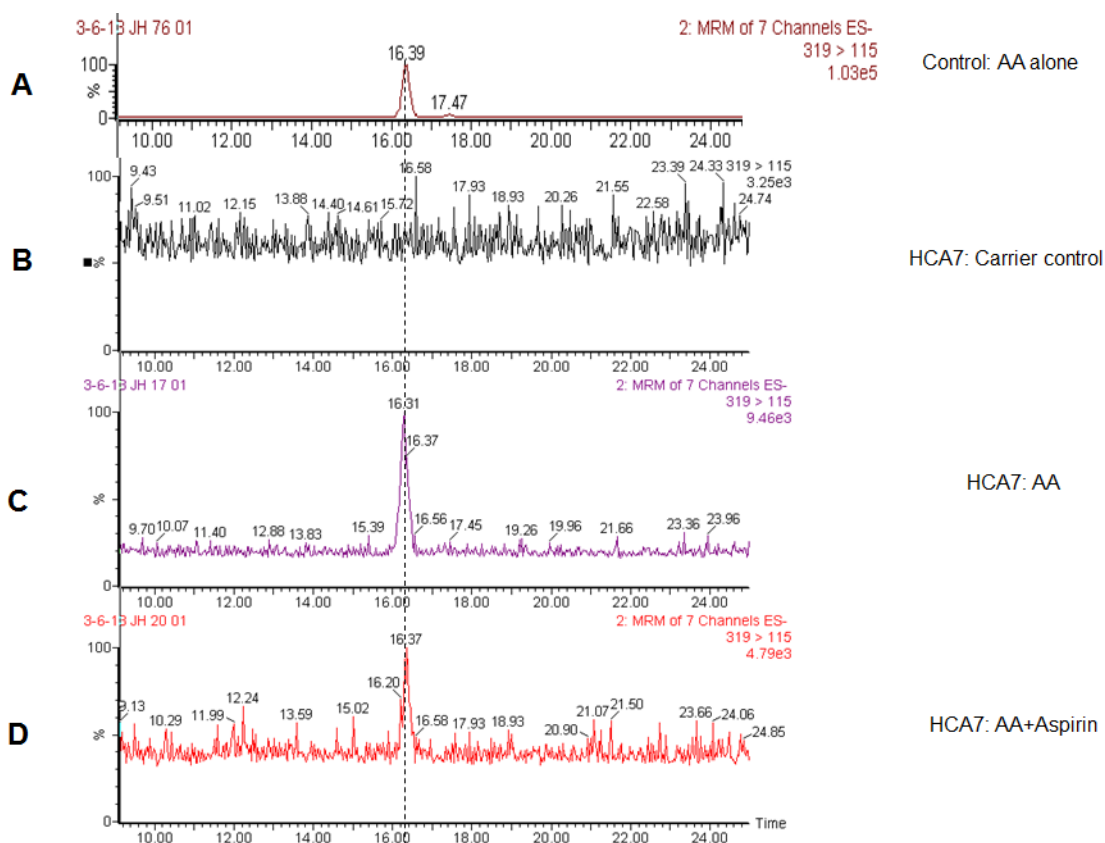 A
3-6-13 JH 76 01
2: MRM of 7 Channels ES-
319 > 115
1.03e5
Control: AA alone
100
%
0
16.39
17.47
10.00 12.00 14.00 16.00 18.00 20.00 22.00 24.00
B
319 > 115
3.25e3
HCA7: Carrier control
100
%
0
9.43
9.51
11.02
12.15
13.88
14.40
14.61
15.72
16.58
17.93
18.93
20.26
21.55
22.58
23.39
24.33
24.74
10.00 12.00 14.00 16.00 18.00 20.00 22.00 24.00
C
3-6-13 JH 17 01
2: MRM of 7 Channels ES-
319 > 115
9.46e3
HCA7: AA
100
%
0
9.70
10.07
11.40
12.88
13.83
15.39
16.31
16.37
16.56
17.45
19.26
19.96
21.66
23.36
23.96
10.00 12.00 14.00 16.00 18.00 20.00 22.00 24.00
D
3-6-13 JH 20 01
2: MRM of 7 Channels ES-
319 > 115
4.79e3
HCA7: AA+Aspirin
100
%
0
9.13
10.29
11.99
12.24
13.59
15.02
16.20
16.37
16.58
17.93
18.93
20.90
21.07
21.50
23.66
24.06
24.85
10.00 12.00 14.00 16.00 18.00 20.00 22.00 24.00
Time